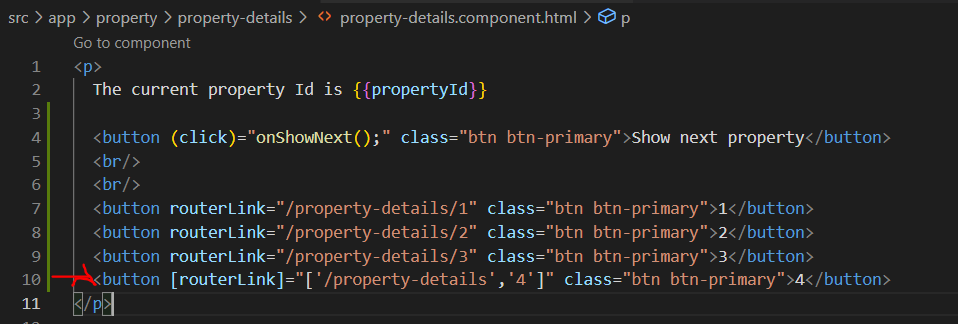 src > app > property > property-details > <> property-details.component.html > p
Go to component
1 <p>
2 The current property Id is {{propertyId}}
3
4 <button (click)="onShowNext();" class="btn btn-primary">Show next property</button>
5 <br/>
6 <br/>
7 <button routerLink="/property-details/1" class="btn btn-primary">1</button>
8 <button routerLink="/property-details/2" class="btn btn-primary">2</button>
9 <button routerLink="/property-details/3" class="btn btn-primary">3</button>
10 <button [routerLink]="['/property-details','4']" class="btn btn-primary">4</button>
11 </p>